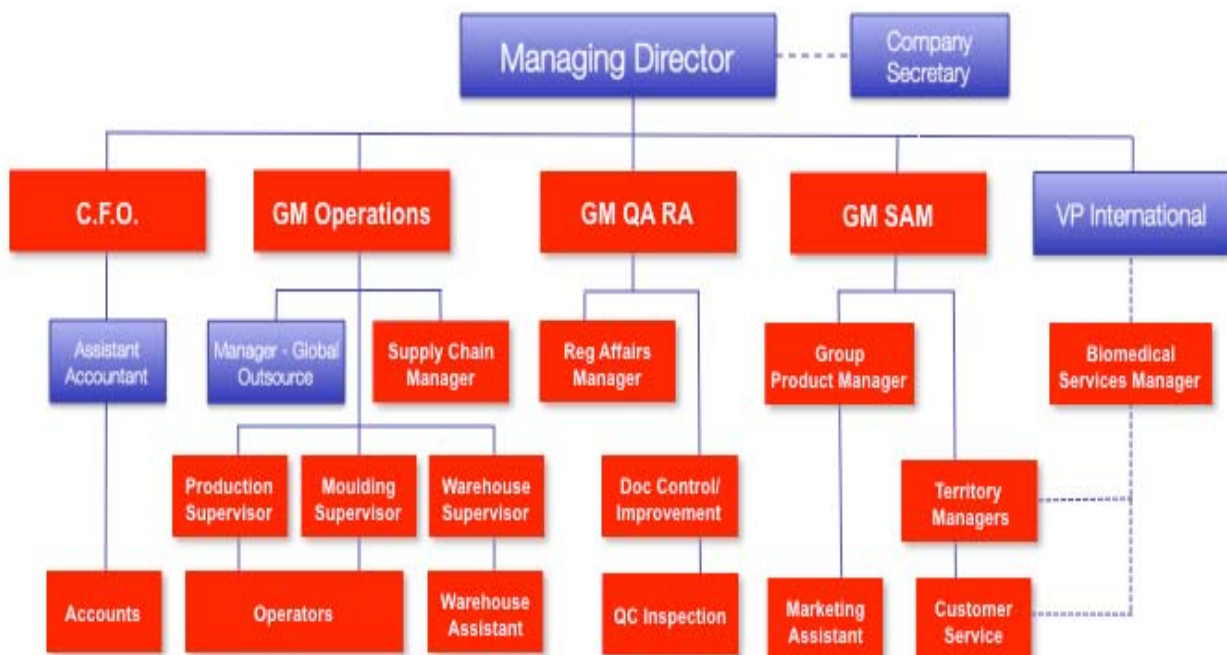 Managing Director
Company
Secretary
C.F.O.
GM Operations
GM QA RA
GM SAM
VP International
Assistant
Accountant
Manager - Global
Outsource
Supply Chain
Manager
Reg Affairs
Manager
Group
Product Manager
Biomedical
Services Manager
Production
Supervisor
Moulding
Supervisor
Warehouse
Supervisor
Doc Control/
Improvement
Territory
Managers
Accounts
Operators
Warehouse
Assistant
QC Inspection
Marketing
Assistant
Customer
Service